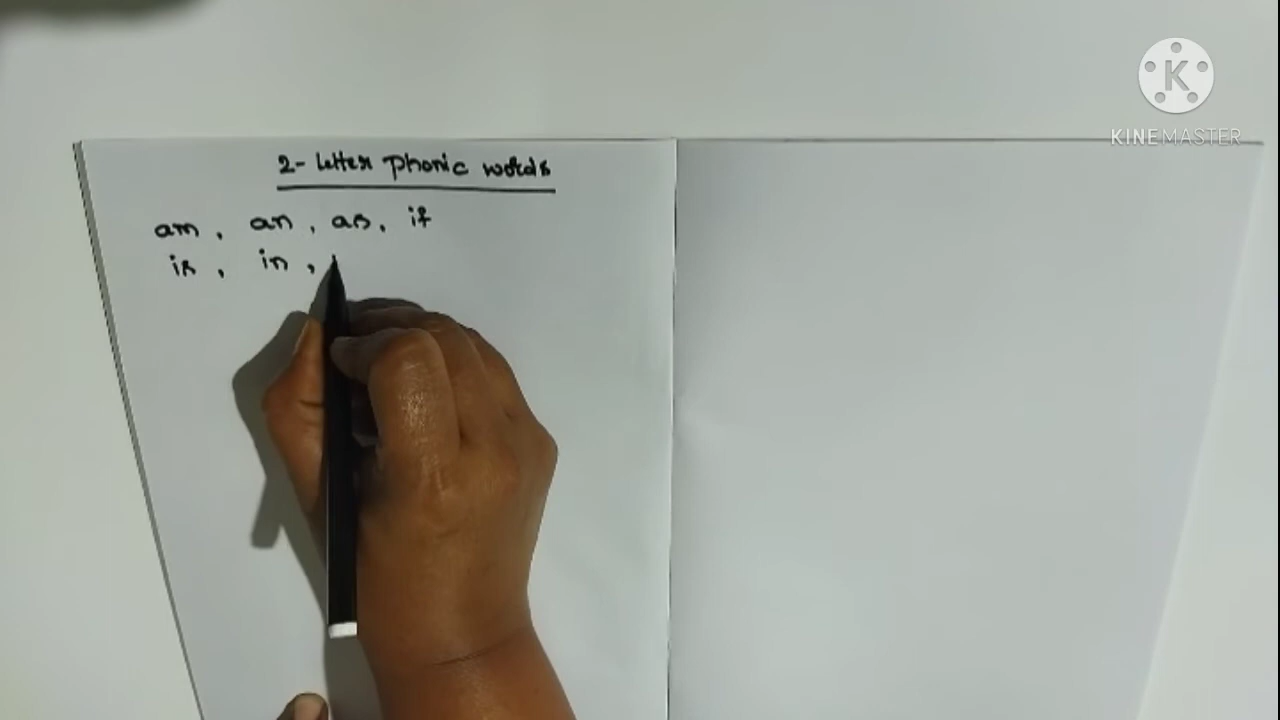 2- letter phonic words
am, an, as, if
is, in,
KINEMASTER